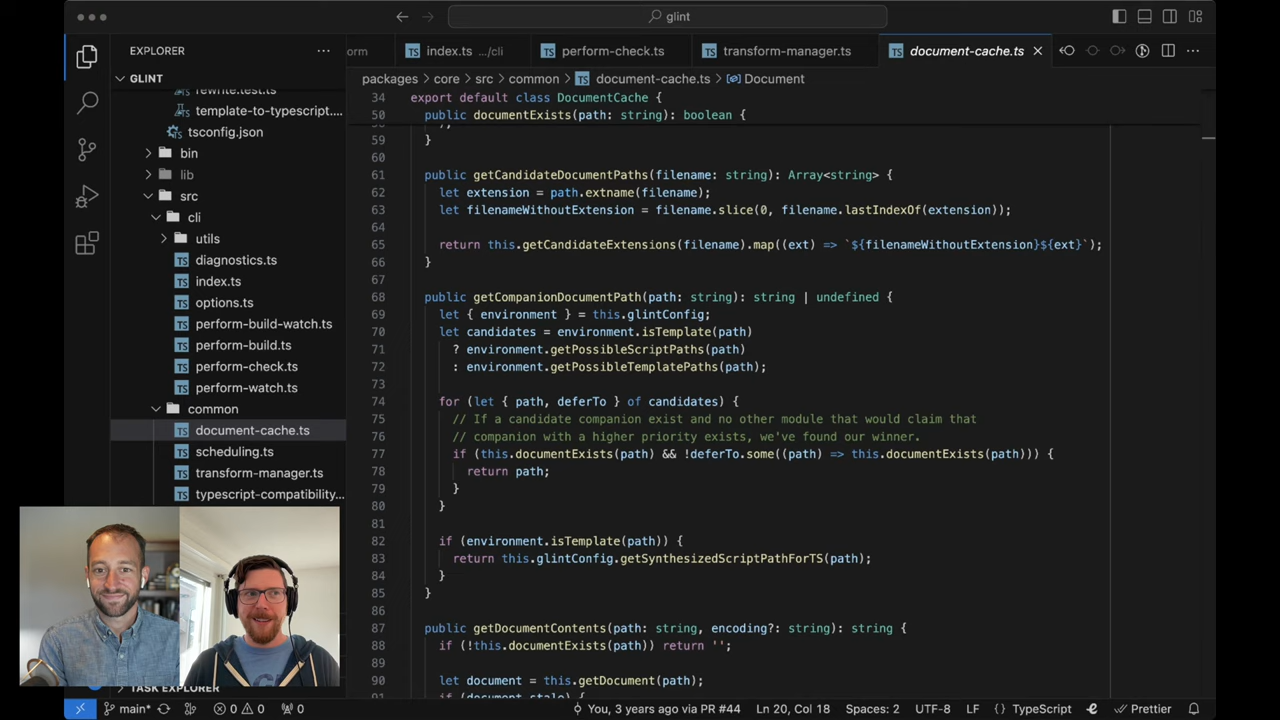 glint
EXPLORER
orm
index.ts .../cli
perform-check.ts
transform-manager.ts
document-cache.ts
GLINT
packages > core > src > common > document-cache.ts > Document
rewrite.test.ts
template-to-typescript....
tsconfig.json
bin
lib
src
cli
utils
diagnostics.ts
index.ts
options.ts
perform-build-watch.ts
perform-build.ts
perform-check.ts
perform-watch.ts
common
document-cache.ts
scheduling.ts
transform-manager.ts
typescript-compatibility...
TASK EXPLORER
34 export default class DocumentCache {
50 public documentExists(path: string): boolean {
59 }
60
61 public getCandidateDocumentPaths(filename: string): Array<string> {
62 let extension = path.extname(filename);
63 let filenameWithoutExtension = filename.slice(0, filename.lastIndexOf(extension));
64
65 return this.getCandidateExtensions(filename).map((ext) => `${filenameWithoutExtension}${ext}`);
66 }
67
68 public getCompanionDocumentPath(path: string): string | undefined {
69 let { environment } = this.glintConfig;
70 let candidates = environment.isTemplate(path)
71 ? environment.getPossibleScriptPaths(path)
72 : environment.getPossibleTemplatePaths(path);
73
74 for (let { path, deferTo } of candidates) {
75 // If a candidate companion exist and no other module that would claim that
76 // companion with a higher priority exists, we've found our winner.
77 if (this.documentExists(path) && !deferTo.some((path) => this.documentExists(path))) {
78 return path;
79 }
80 }
81
82 if (environment.isTemplate(path)) {
83 return this.glintConfig.getSynthesizedScriptPathForTS(path);
84 }
85 }
86
87 public getDocumentContents(path: string, encoding?: string): string {
88 if (!this.documentExists(path)) return '';
89
90 let document = this.getDocument(path);
91 if (document.stale) {
main* 0 0 0 You, 3 years ago via PR #44 Ln 20, Col 18 Spaces: 2 UTF-8 LF {} TypeScript Prettier